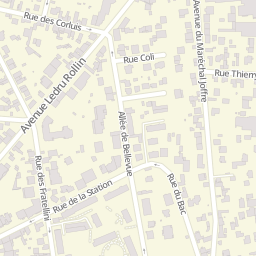 Rue des Corluis
Avenue du Maréchal Joffre
Rue Coli
Rue Thierry
Avenue Ledru Rollin
Allée de Bellevue
Rue des Fratellini
Rue de la Station
Rue du Bac